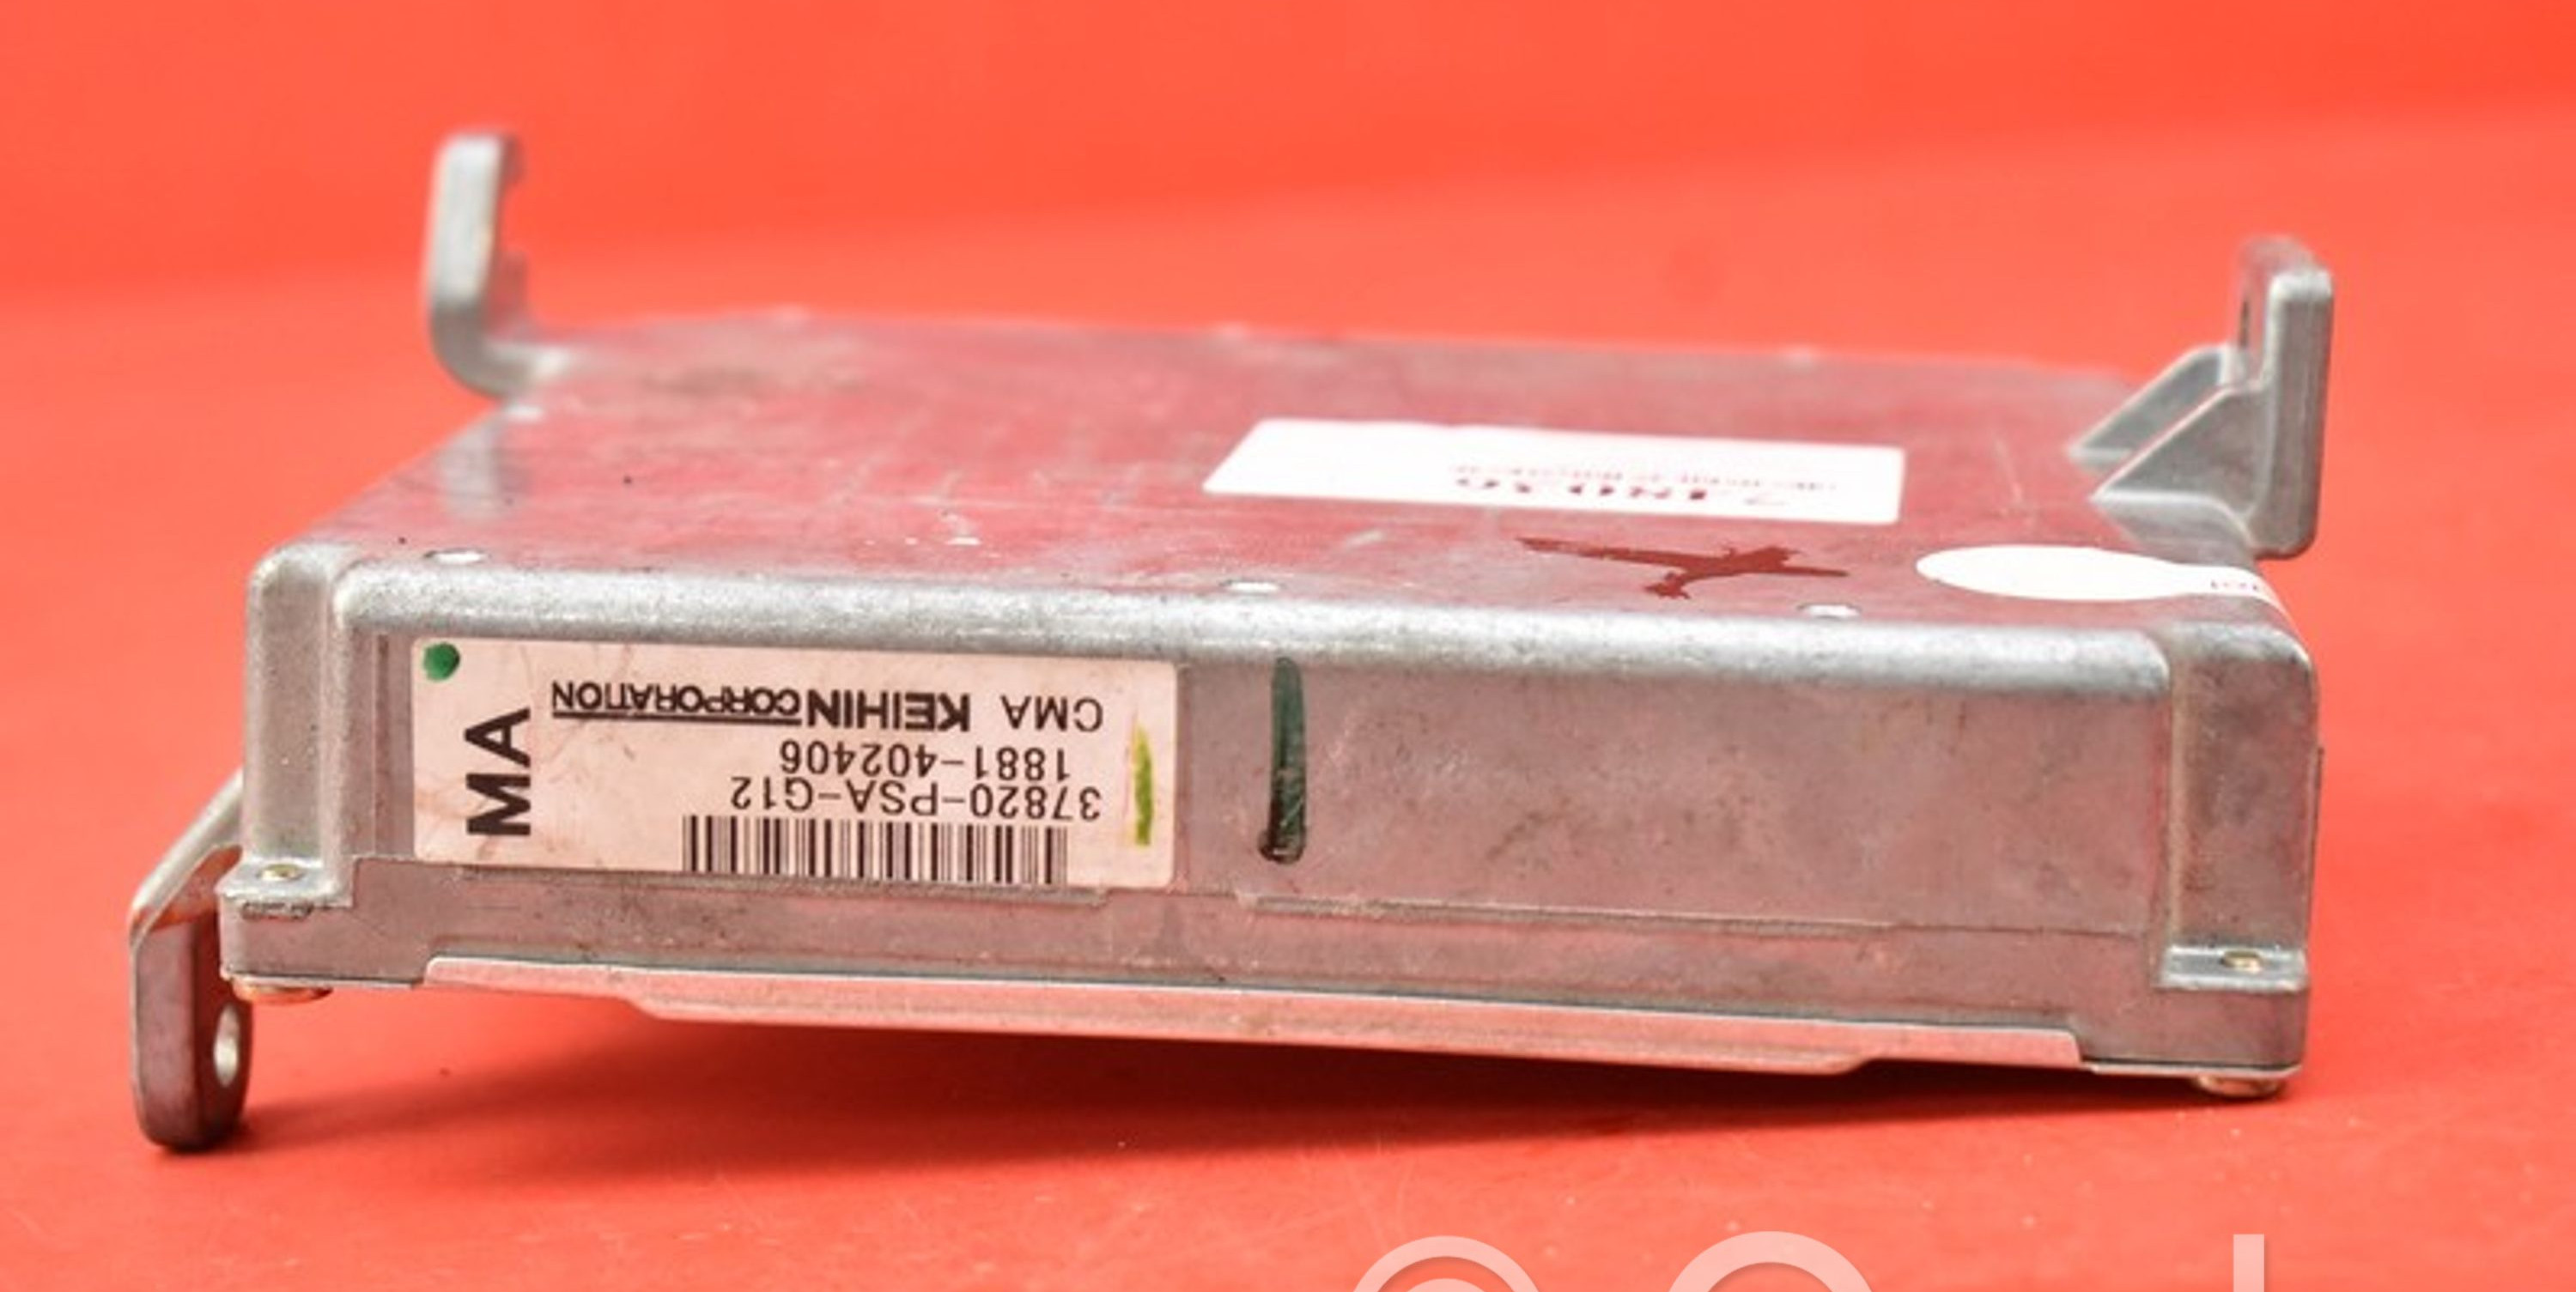 MA
CMA KEIHIN CORPORATION
1881-402406
37820-PSA-G12